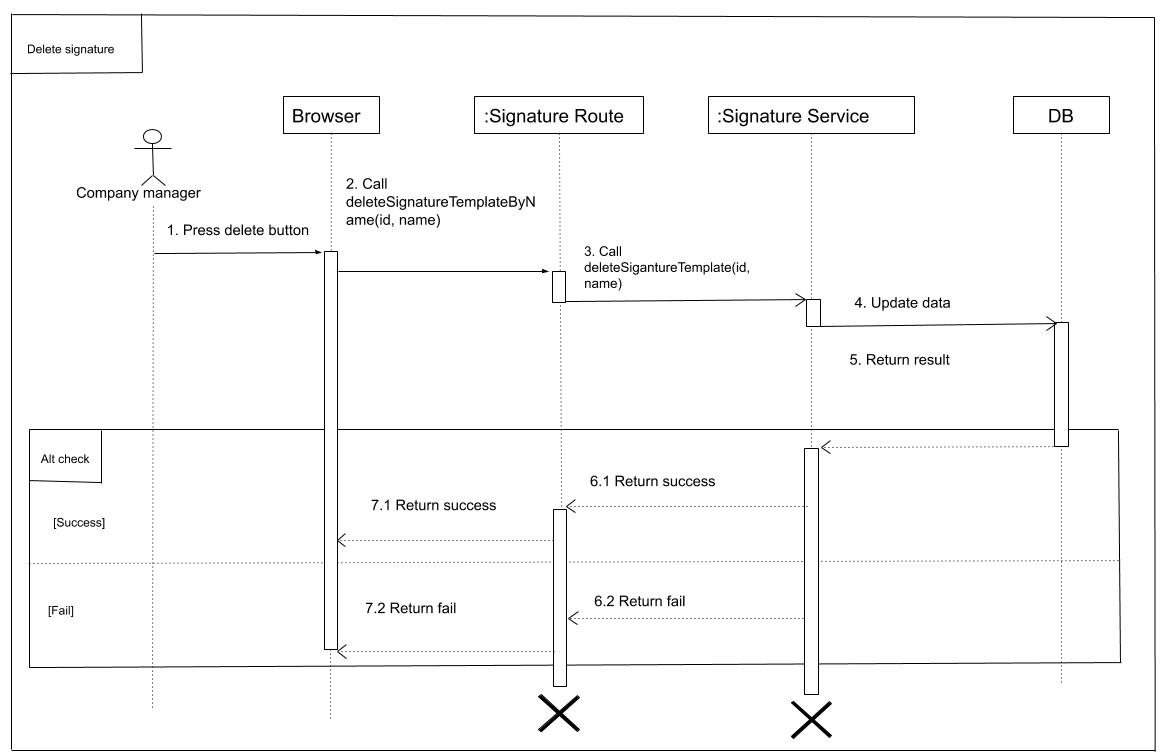 Delete signature
Browser
:Signature Route
:Signature Service
DB
Company manager
2. Call
deleteSignatureTemplateByN
ame(id, name)
1. Press delete button
3. Call
deleteSigantureTemplate(id,
name)
4. Update data
5. Return result
Alt check
6.1 Return success
7.1 Return success
[Success]
6.2 Return fail
7.2 Return fail
[Fail]